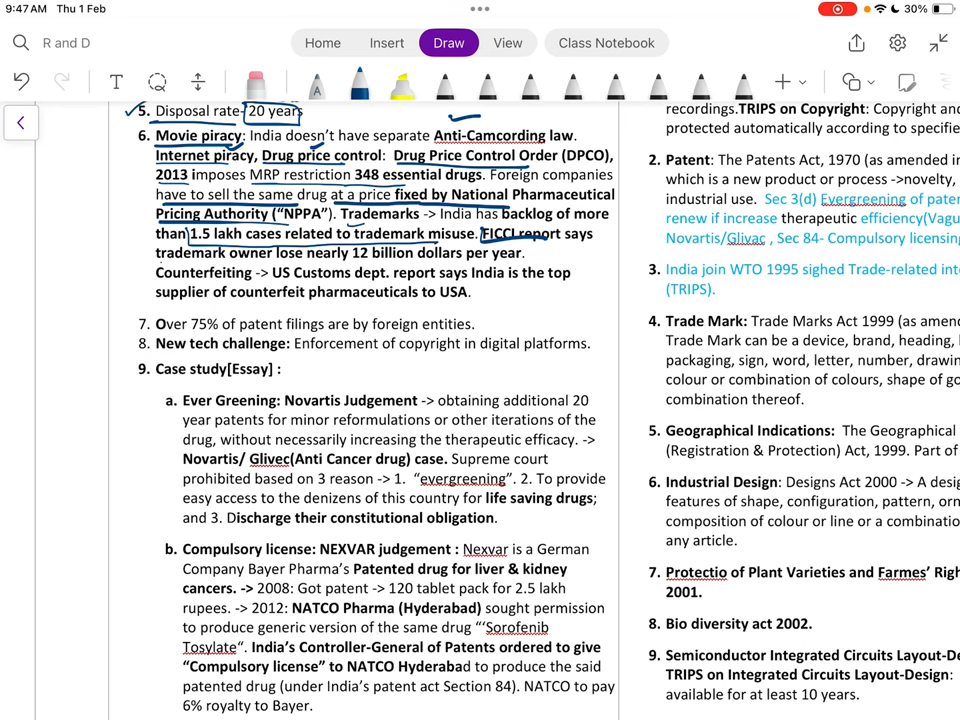 9:47 AM Thu 1 Feb
30%
R and D
Home Insert Draw View Class Notebook
5. Disposal rate- 20 years
6. Movie piracy: India doesn't have separate Anti-Camcording law.
Internet piracy, Drug price control: Drug Price Control Order (DPCO),
2013 imposes MRP restriction 348 essential drugs. Foreign companies
have to sell the same drug at a price fixed by National Pharmaceutical
Pricing Authority ("NPPA"). Trademarks -> India has backlog of more
than 1.5 lakh cases related to trademark misuse. FICCI report says
trademark owner lose nearly 12 billion dollars per year.
Counterfeiting -> US Customs dept. report says India is the top
supplier of counterfeit pharmaceuticals to USA.
7. Over 75% of patent filings are by foreign entities.
8. New tech challenge: Enforcement of copyright in digital platforms.
9. Case study[Essay] :
a. Ever Greening: Novartis Judgement -> obtaining additional 20
year patents for minor reformulations or other iterations of the
drug, without necessarily increasing the therapeutic efficacy. ->
Novartis/ Glivec(Anti Cancer drug) case. Supreme court
prohibited based on 3 reason -> 1. "evergreening". 2. To provide
easy access to the denizens of this country for life saving drugs;
and 3. Discharge their constitutional obligation.
b. Compulsory license: NEXVAR judgement : Nexvar is a German
Company Bayer Pharma's Patented drug for liver & kidney
cancers. -> 2008: Got patent -> 120 tablet pack for 2.5 lakh
rupees. -> 2012: NATCO Pharma (Hyderabad) sought permission
to produce generic version of the same drug "'Sorofenib
Tosylate". India's Controller-General of Patents ordered to give
"Compulsory license" to NATCO Hyderabad to produce the said
patented drug (under India's patent act Section 84). NATCO to pay
6% royalty to Bayer.
recordings.TRIPS on Copyright: Copyright and
protected automatically according to specifie
2. Patent: The Patents Act, 1970 (as amended i
which is a new product or process ->novelty,
industrial use. Sec 3(d) Evergreening of paten
renew if increase therapeutic efficiency(Vagu
Novartis/Glivac , Sec 84- Compulsory licensing
3. India join WTO 1995 sighed Trade-related inte
(TRIPS).
4. Trade Mark: Trade Marks Act 1999 (as amend
Trade Mark can be a device, brand, heading, l
packaging, sign, word, letter, number, drawin
colour or combination of colours, shape of go
combination thereof.
5. Geographical Indications: The Geographical
(Registration & Protection) Act, 1999. Part of
6. Industrial Design: Designs Act 2000 -> A desig
features of shape, configuration, pattern, orn
composition of colour or line or a combinatio
any article.
7. Protectio of Plant Varieties and Farmes' Righ
2001.
8. Bio diversity act 2002.
9. Semiconductor Integrated Circuits Layout-De
TRIPS on Integrated Circuits Layout-Design:
available for at least 10 years.